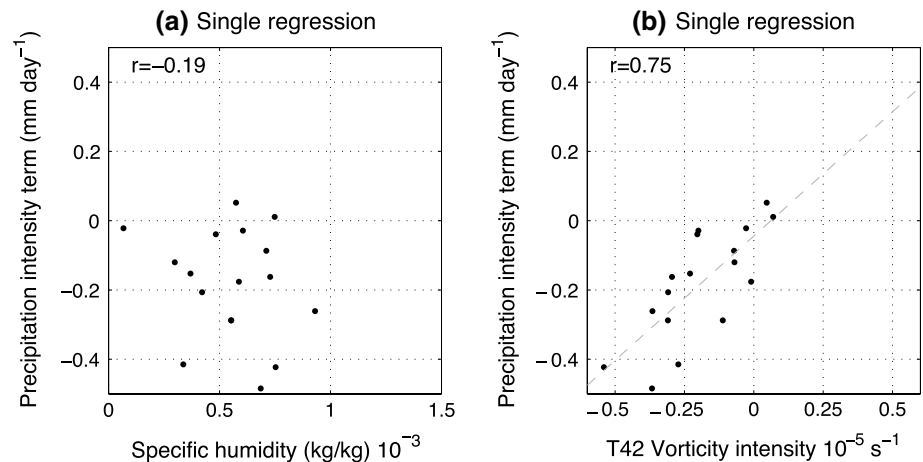 (a) Single regression
r=−0.19
Precipitation intensity term (mm day⁻¹)
0.4
0.2
0
−0.2
−0.4
0
0.5
1
1.5
Specific humidity (kg/kg) 10⁻³
(b) Single regression
r=0.75
Precipitation intensity term (mm day⁻¹)
0.4
0.2
0
−0.2
−0.4
−0.5
−0.25
0
0.25
0.5
T42 Vorticity intensity 10⁻⁵ s⁻¹